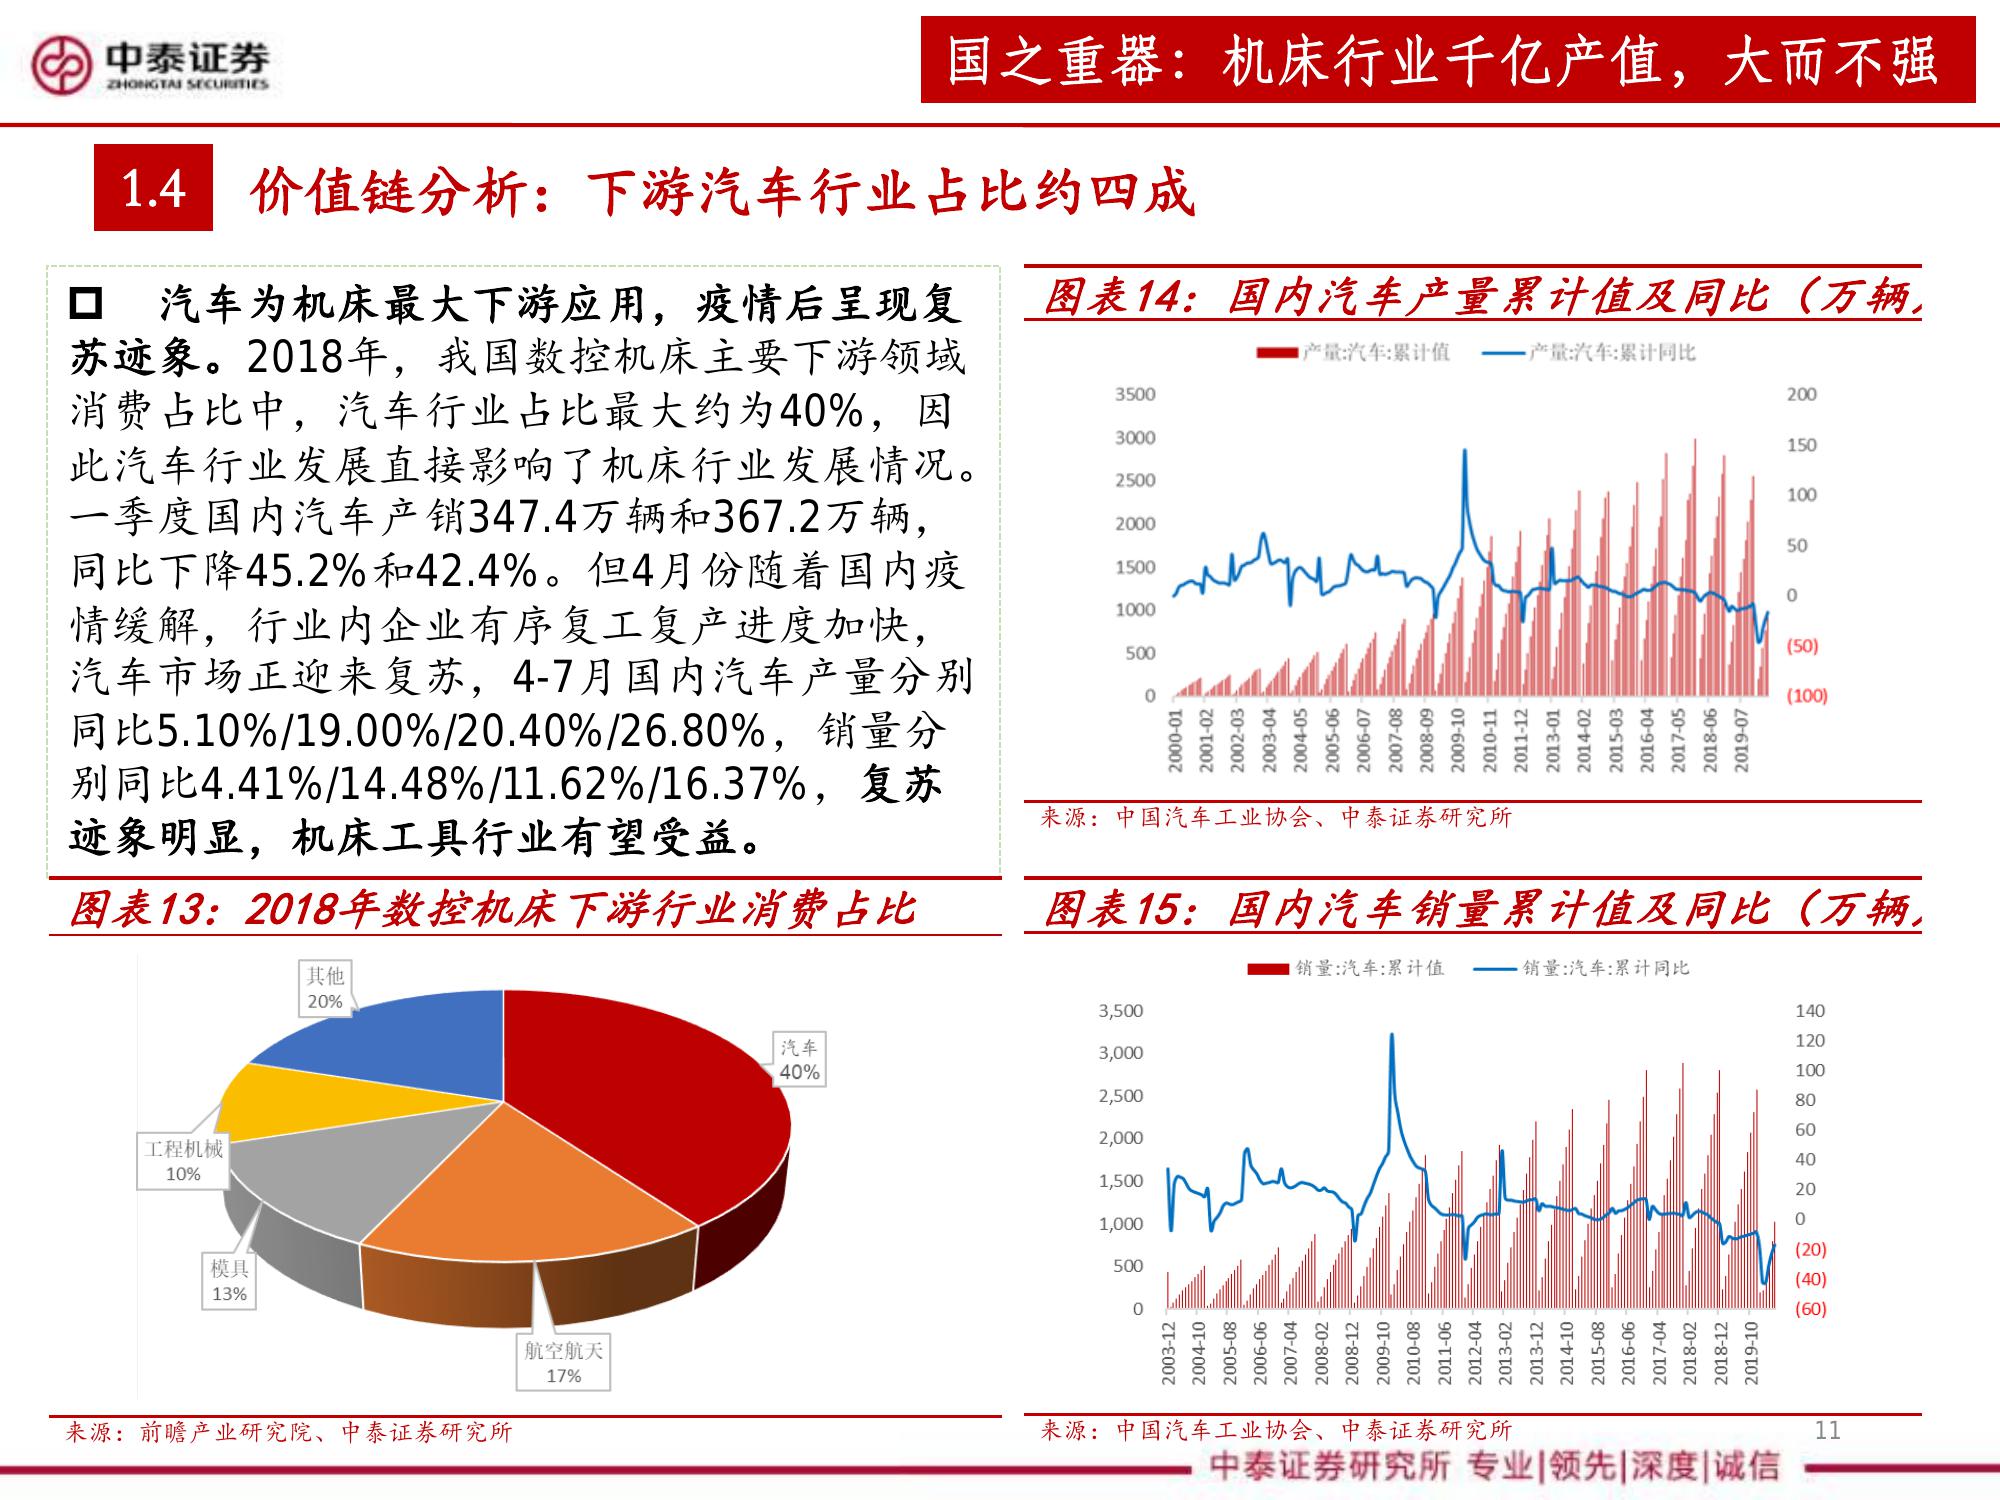 中泰证券
ZHONGTAI SECURITIES
国之重器：机床行业千亿产值，大而不强
1.4
价值链分析：下游汽车行业占比约四成
汽车为机床最大下游应用，疫情后呈现复
苏迹象。2018年，我国数控机床主要下游领域
消费占比中，汽车行业占比最大约为40%，因
此汽车行业发展直接影响了机床行业发展情况。
一季度国内汽车产销347.4万辆和367.2万辆，
同比下降45.2%和42.4%。但4月份随着国内疫
情缓解，行业内企业有序复工复产进度加快，
汽车市场正迎来复苏，4-7月国内汽车产量分别
同比5.10%/19.00%/20.40%/26.80%，销量分
别同比4.41%/14.48%/11.62%/16.37%，复苏
迹象明显，机床工具行业有望受益。
图表14：国内汽车产量累计值及同比（万辆，
产量:汽车:累计值
产量:汽车:累计同比
3500
3000
2500
2000
1500
1000
500
0
200
150
100
50
0
(50)
(100)
2000-01
2001-02
2002-03
2003-04
2004-05
2005-06
2006-07
2007-08
2008-09
2009-10
2010-11
2011-12
2013-01
2014-02
2015-03
2016-04
2017-05
2018-06
2019-07
来源：中国汽车工业协会、中泰证券研究所
图表13：2018年数控机床下游行业消费占比
其他
20%
汽车
40%
工程机械
10%
模具
13%
航空航天
17%
来源：前瞻产业研究院、中泰证券研究所
图表15：国内汽车销量累计值及同比（万辆，
销量:汽车:累计值
销量:汽车:累计同比
3,500
3,000
2,500
2,000
1,500
1,000
500
0
140
120
100
80
60
40
20
0
(20)
(40)
(60)
2003-12
2004-10
2005-08
2006-06
2007-04
2008-02
2008-12
2009-10
2010-08
2011-06
2012-04
2013-02
2013-12
2014-10
2015-08
2016-06
2017-04
2018-02
2018-12
2019-10
来源：中国汽车工业协会、中泰证券研究所
11
中泰证券研究所 专业|领先|深度|诚信